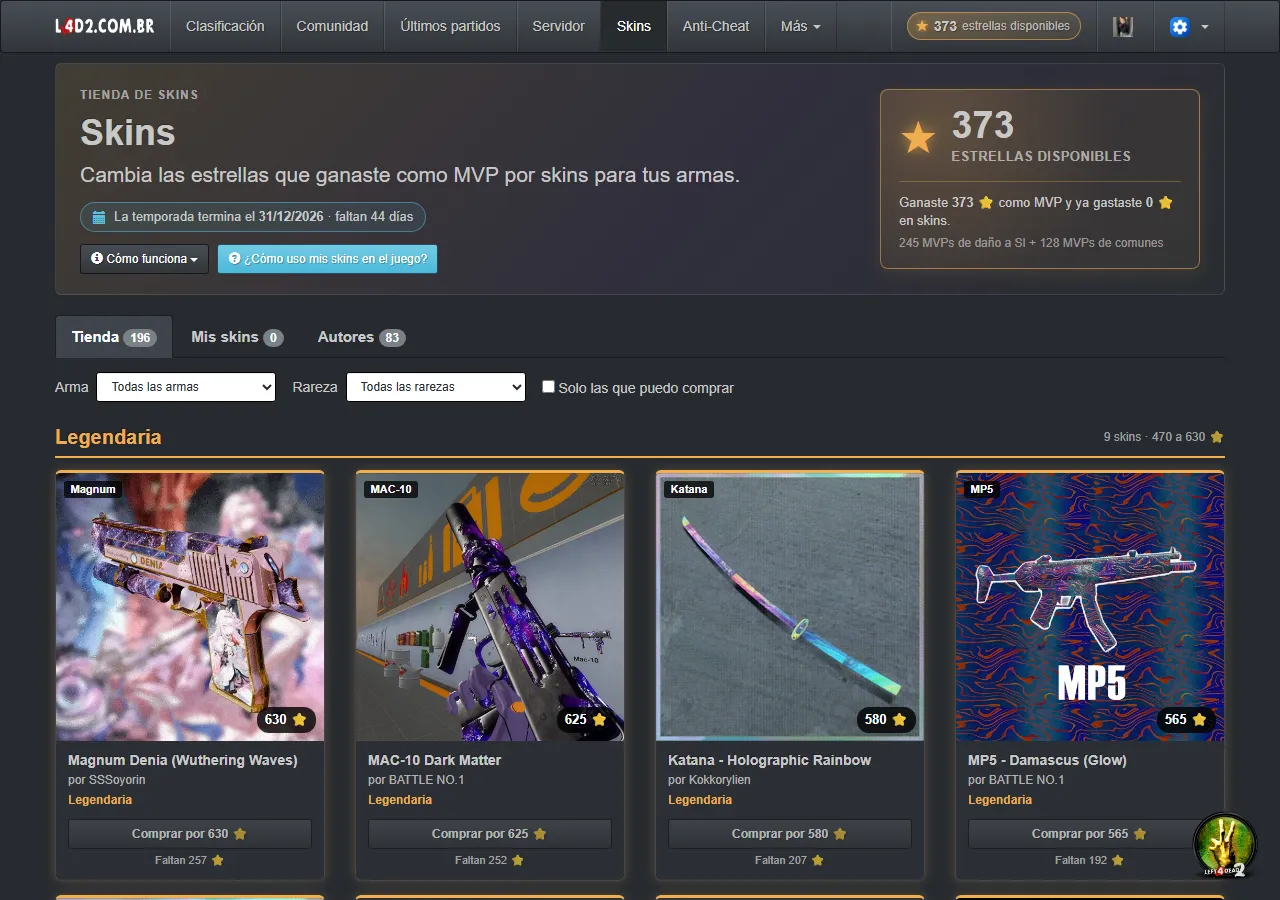 L4D2.COM.BR Clasificación Comunidad Últimos partidos Servidor Skins Anti-Cheat Más 373 estrellas disponibles
TIENDA DE SKINS
Skins
Cambia las estrellas que ganaste como MVP por skins para tus armas.
La temporada termina el 31/12/2026 · faltan 44 días
Cómo funciona ¿Cómo uso mis skins en el juego?
373
ESTRELLAS DISPONIBLES
Ganaste 373 como MVP y ya gastaste 0
en skins.
245 MVPs de daño a SI + 128 MVPs de comunes
Tienda 196 Mis skins 0 Autores 83
Arma Todas las armas Rareza Todas las rarezas Solo las que puedo comprar
Legendaria 9 skins · 470 a 630
Magnum
DENIA
630
Magnum Denia (Wuthering Waves)
por SSSoyorin
Legendaria
Comprar por 630
Faltan 257
MAC-10
Mac-10
625
MAC-10 Dark Matter
por BATTLE NO.1
Legendaria
Comprar por 625
Faltan 252
Katana
580
Katana - Holographic Rainbow
por Kokkorylien
Legendaria
Comprar por 580
Faltan 207
MP5
MP5
565
MP5 - Damascus (Glow)
por BATTLE NO.1
Legendaria
Comprar por 565
Faltan 192
LEFT 4 DEAD 2